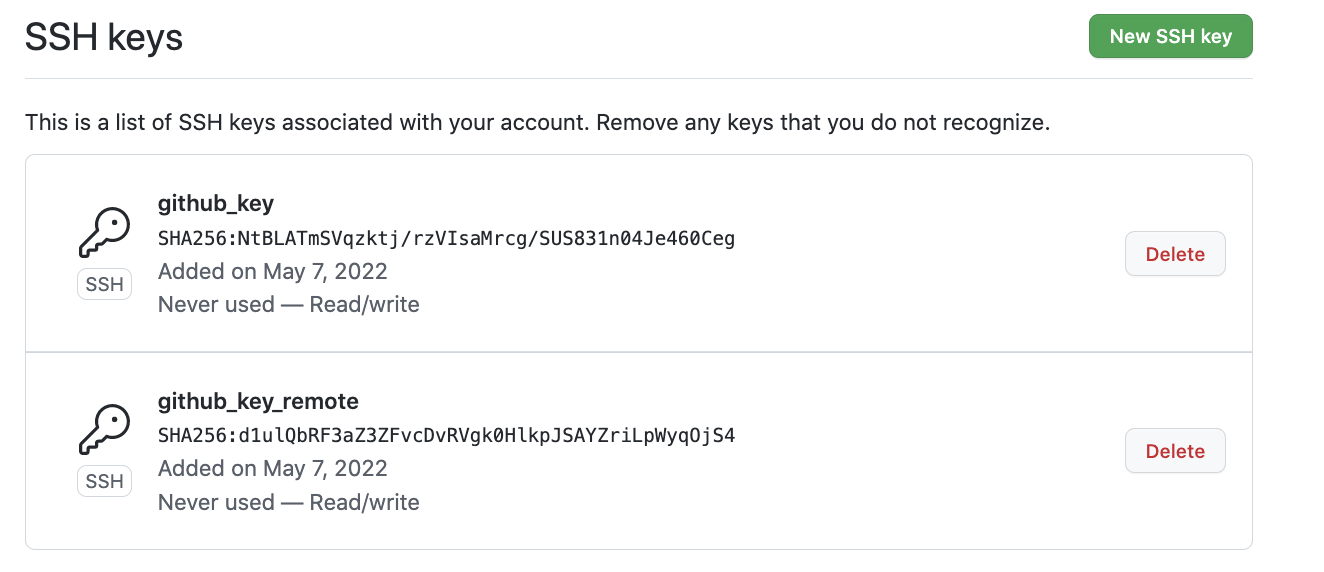 SSH keys
New SSH key
This is a list of SSH keys associated with your account. Remove any keys that you do not recognize.
github_key
SHA256:NtBLATmSVqzktj/rzVIsaMrcg/SUS831n04Je460Ceg
Added on May 7, 2022
Never used — Read/write
SSH
Delete
github_key_remote
SHA256:d1ulQbRF3aZ3ZFvcDvRVgk0HlkpJSAYZriLpWyqOjS4
Added on May 7, 2022
Never used — Read/write
SSH
Delete